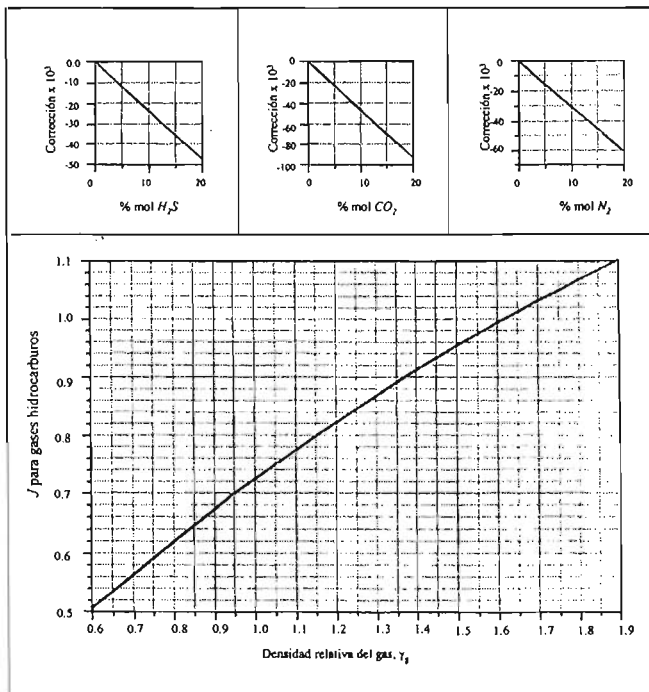 Corrección x 10³
0.0
-10
-20
-30
-40
-50
0 10 20
% mol H₂S
Corrección x 10³
0
-20
-40
-60
-80
-100
0 10 20
% mol CO₂
Corrección x 10³
0
-20
-40
-60
0 10 20
% mol N₂
J para gases hidrocarburos
1.1
1.0
0.9
0.8
0.7
0.6
0.5
0.6 0.7 0.8 0.9 1.0 1.1 1.2 1.3 1.4 1.5 1.6 1.7 1.8 1.9
Densidad relativa del gas, γg